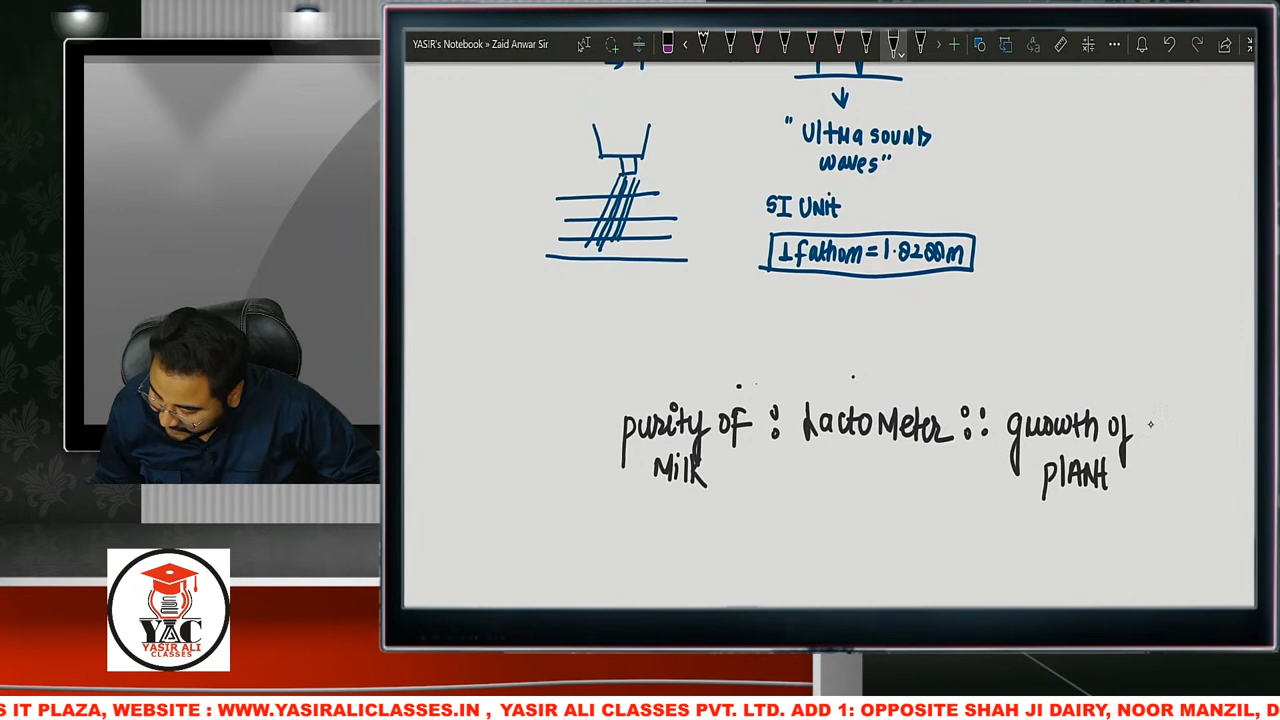 YASIR's Notebook » Zaid Anwar Sir
"Ultra sound
waves"
SI Unit
1 fathom = 1.8288m
purity of : LactoMeter :: growth of
Milk
PLANT
YAC
YASIR ALI
CLASSES
S IT PLAZA, WEBSITE : WWW.YASIRALICLASSES.IN , YASIR ALI CLASSES PVT. LTD. ADD 1: OPPOSITE SHAH JI DAIRY, NOOR MANZIL, D